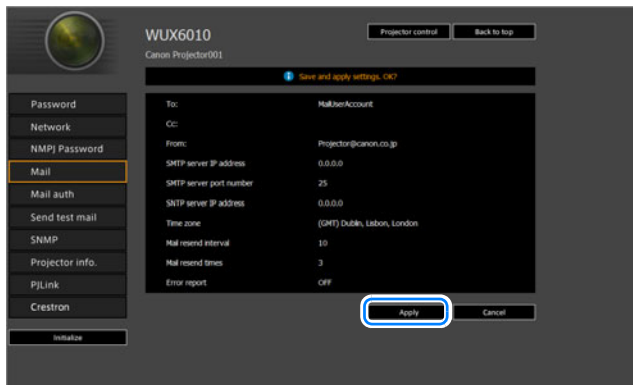 WUX6010
Projector control
Back to top
Canon Projector001
Save and apply settings. OK?
Password
Network
NMPJ Password
Mail
Mail auth
Send test mail
SNMP
Projector info.
PJLink
Crestron
Initialize
To: MailUserAccount
Cc:
From: Projector@canon.co.jp
SMTP server IP address 0.0.0.0
SMTP server port number 25
SNTP server IP address 0.0.0.0
Time zone (GMT) Dublin, Lisbon, London
Mail resend interval 10
Mail resend times 3
Error report OFF
Apply
Cancel